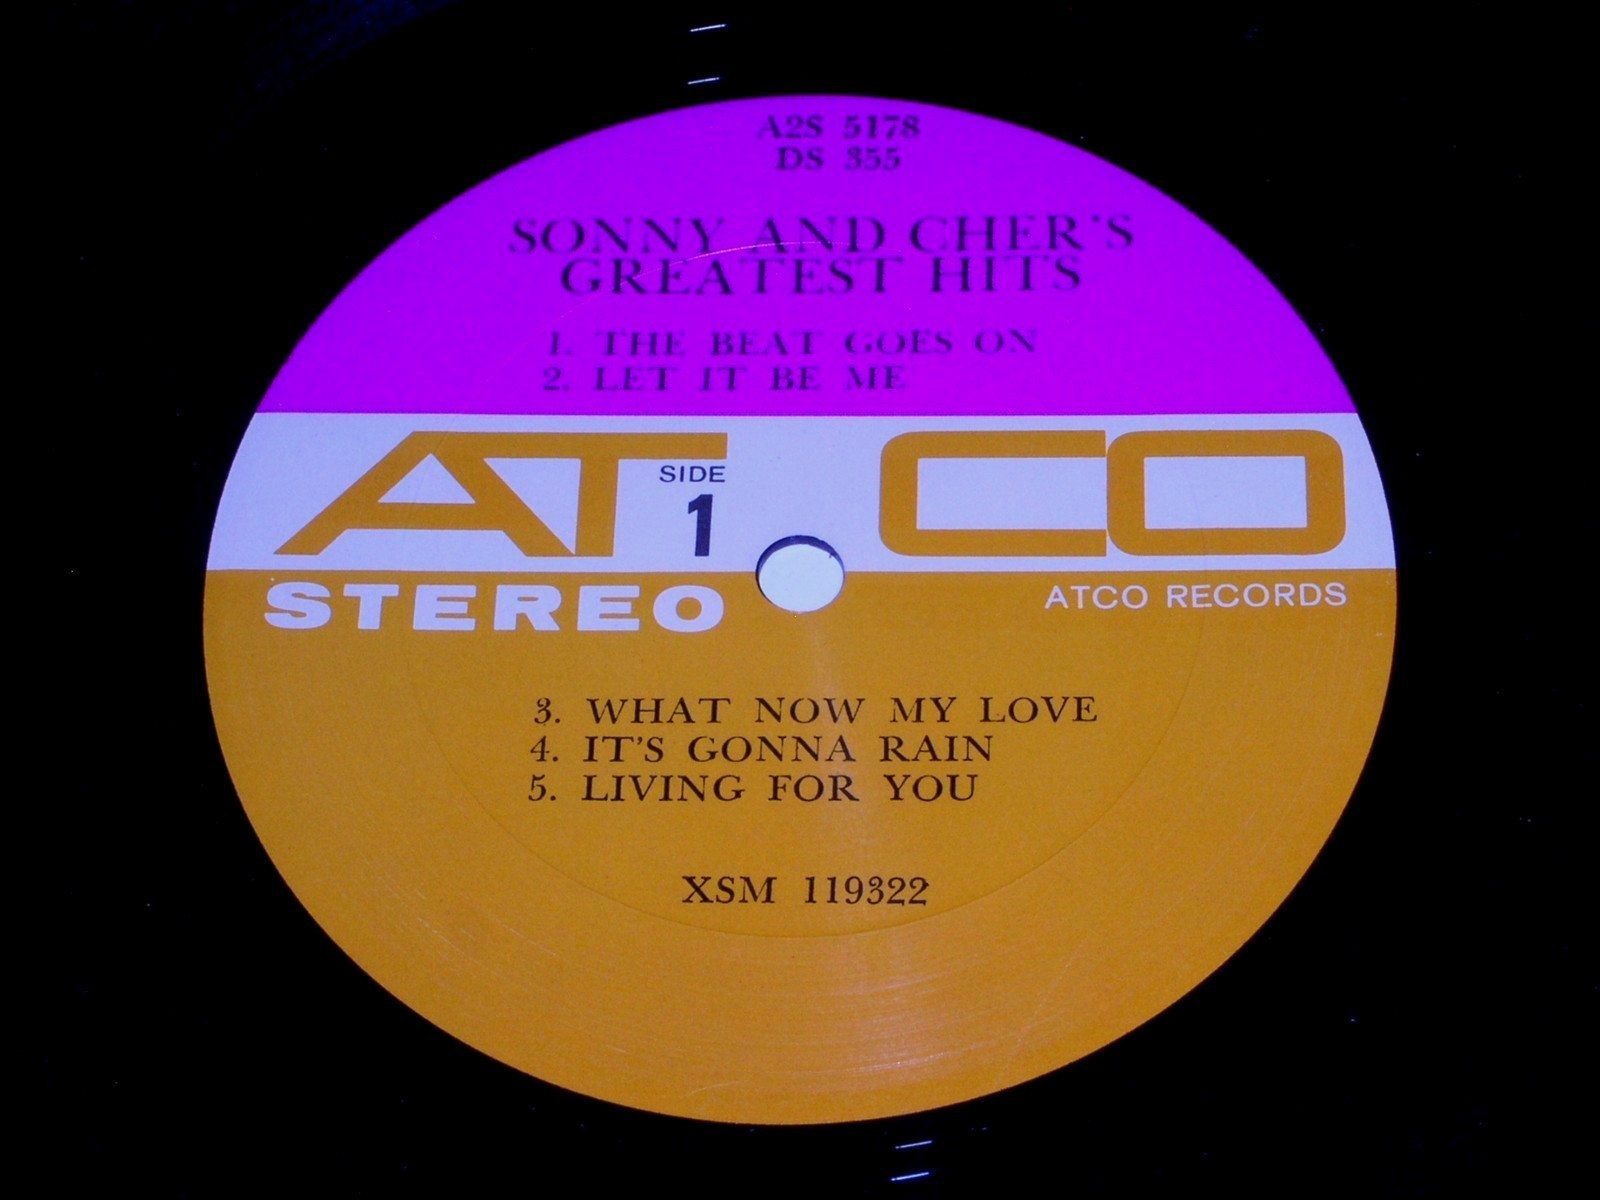 A2S 5178
DS 355
SONNY AND CHER'S
GREATEST HITS
1. THE BEAT GOES ON
2. LET IT BE ME
ATCO
SIDE
1
STEREO
ATCO RECORDS
3. WHAT NOW MY LOVE
4. IT'S GONNA RAIN
5. LIVING FOR YOU
XSM 119322